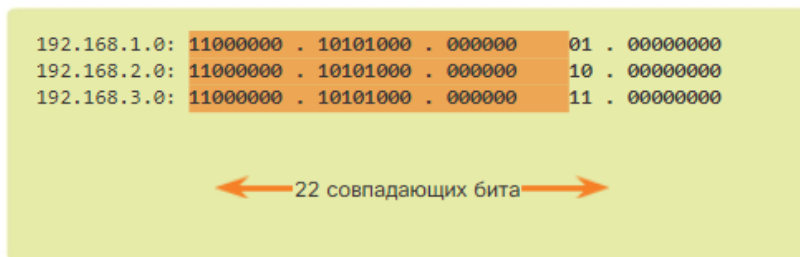 192.168.1.0: 11000000 . 10101000 . 000000 01 . 00000000
192.168.2.0: 11000000 . 10101000 . 000000 10 . 00000000
192.168.3.0: 11000000 . 10101000 . 000000 11 . 00000000
22 совпадающих бита